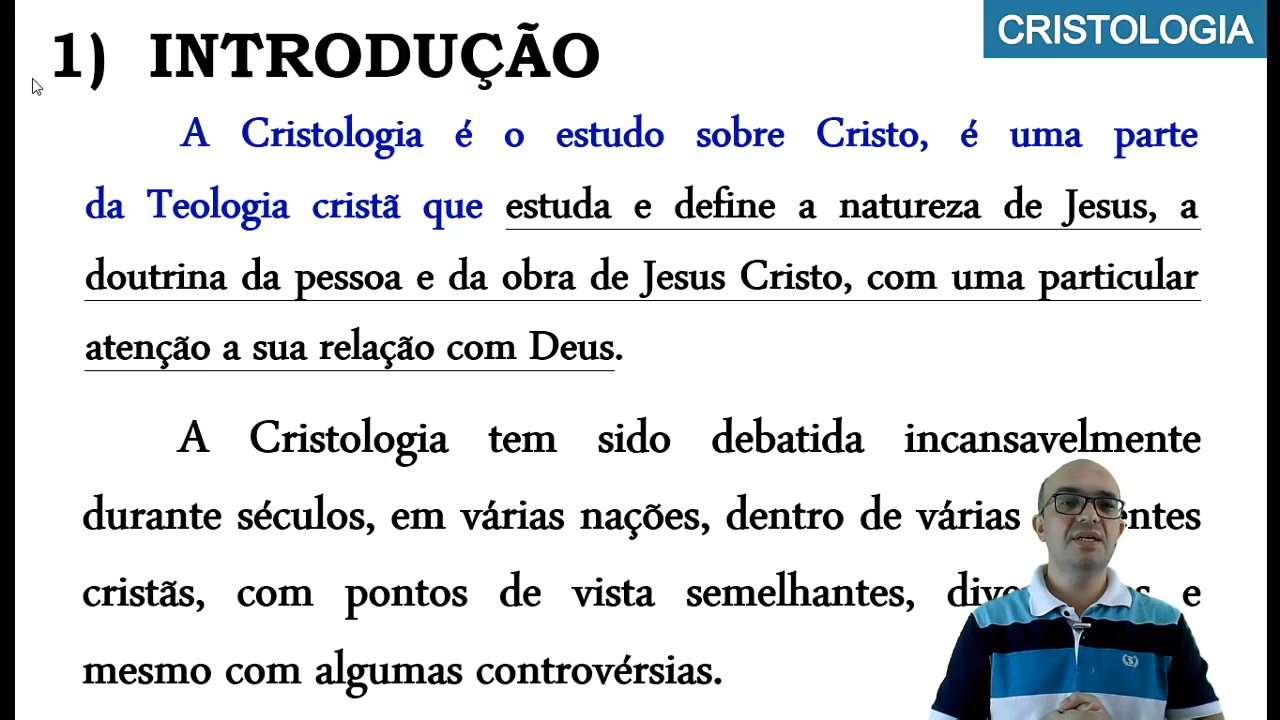 1) INTRODUÇÃO
CRISTOLOGIA
A Cristologia é o estudo sobre Cristo, é uma parte
da Teologia cristã que estuda e define a natureza de Jesus, a
doutrina da pessoa e da obra de Jesus Cristo, com uma particular
atenção a sua relação com Deus.
A Cristologia tem sido debatida incansavelmente
durante séculos, em várias nações, dentro de várias
cristãs, com pontos de vista semelhantes, e
mesmo com algumas controvérsias.